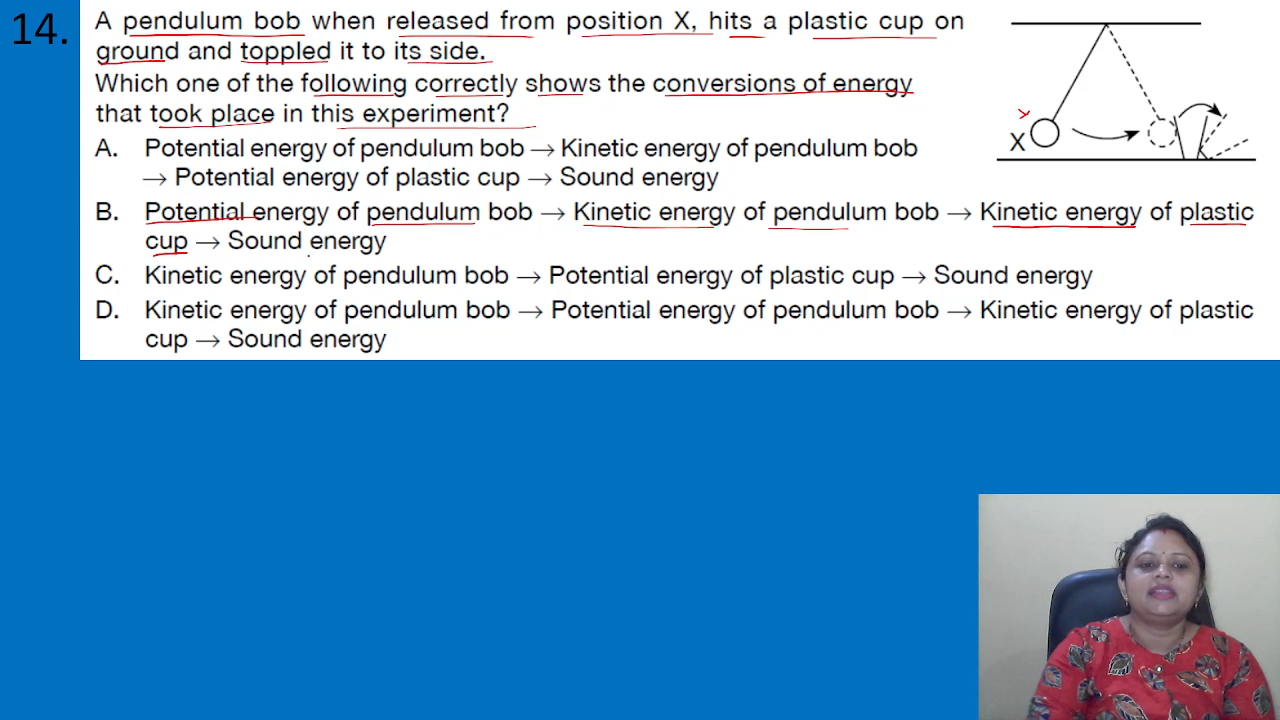 14.
A pendulum bob when released from position X, hits a plastic cup on
ground and toppled it to its side.
Which one of the following correctly shows the conversions of energy
that took place in this experiment?
A. Potential energy of pendulum bob → Kinetic energy of pendulum bob
→ Potential energy of plastic cup → Sound energy
B. Potential energy of pendulum bob → Kinetic energy of pendulum bob → Kinetic energy of plastic
cup → Sound energy
C. Kinetic energy of pendulum bob → Potential energy of plastic cup → Sound energy
D. Kinetic energy of pendulum bob → Potential energy of pendulum bob → Kinetic energy of plastic
cup → Sound energy
X